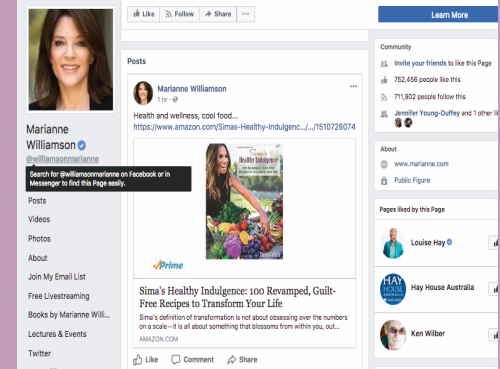 Marianne
Williamson
@williamsonmarianne
Search for @williamsonmarianne on Facebook or in
Messenger to find this Page easily.
Posts
Videos
Photos
About
Join My Email List
Free Livestreaming
Books by Marianne Willi...
Lectures & Events
Twitter
Like Follow Share ...
Posts
Marianne Williamson
1 hr ·
Health and wellness, cool food...
https://www.amazon.com/Simas-Healthy-Indulgenc.../.../1510728074
Sima's
Healthy Indulgence
Prime
Sima's Healthy Indulgence: 100 Revamped, Guilt-
Free Recipes to Transform Your Life
Sima's definition of transformation is not about obsessing over the numbers
on a scale—it is all about something that blossoms from within you, out...
AMAZON.COM
Like Comment Share
Learn More
Community
Invite your friends to like this Page
752,456 people like this
711,902 people follow this
Jennifer Young-Duffey and 1 other li
About
www.marianne.com
Public Figure
Pages liked by this Page
Louise Hay
HAY
HOUSE
AUSTRALIA
Hay House Australia
Ken Wilber